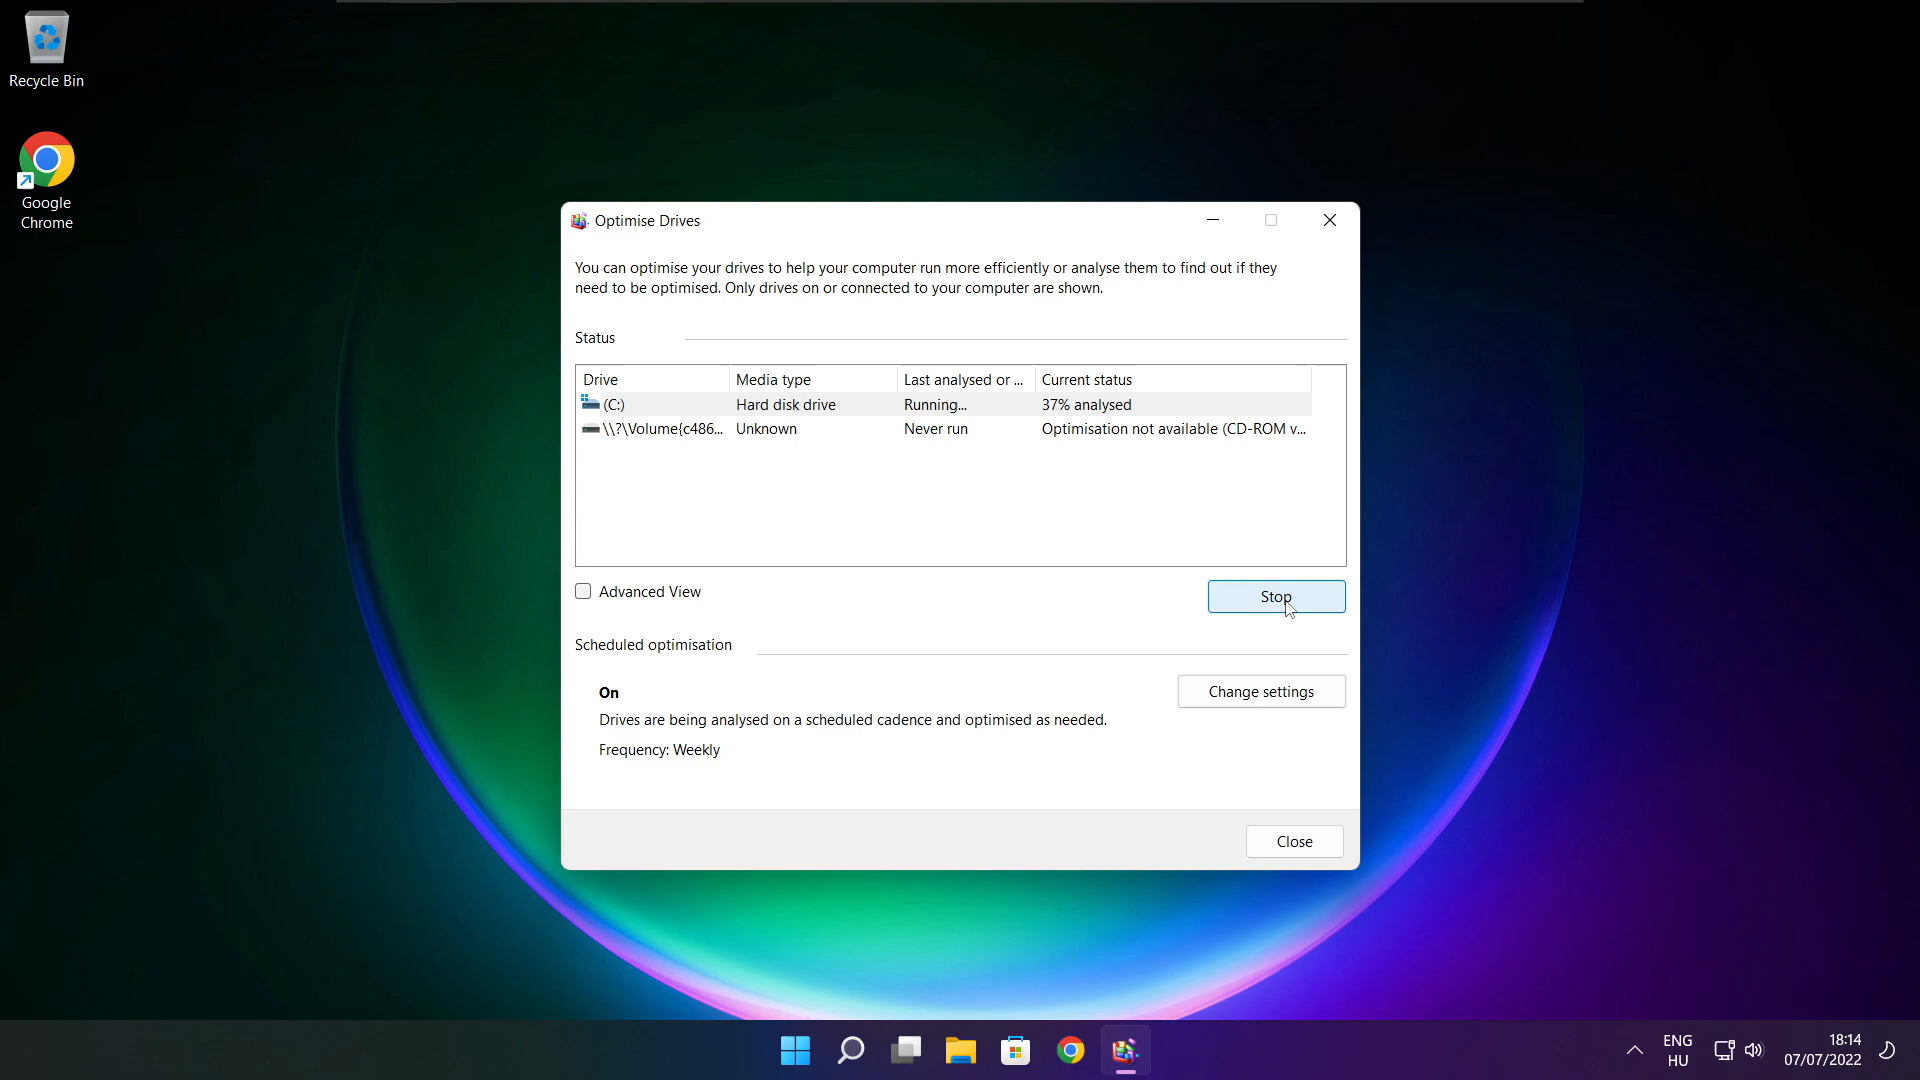 Recycle Bin
Google
Chrome
Optimise Drives
You can optimise your drives to help your computer run more efficiently or analyse them to find out if they
need to be optimised. Only drives on or connected to your computer are shown.
Status
Drive Media type Last analysed or ... Current status
(C:) Hard disk drive Running... 37% analysed
\\?\Volume{c486... Unknown Never run Optimisation not available (CD-ROM v...
Advanced View
Stop
Scheduled optimisation
On
Change settings
Drives are being analysed on a scheduled cadence and optimised as needed.
Frequency: Weekly
Close
ENG
HU
18:14
07/07/2022